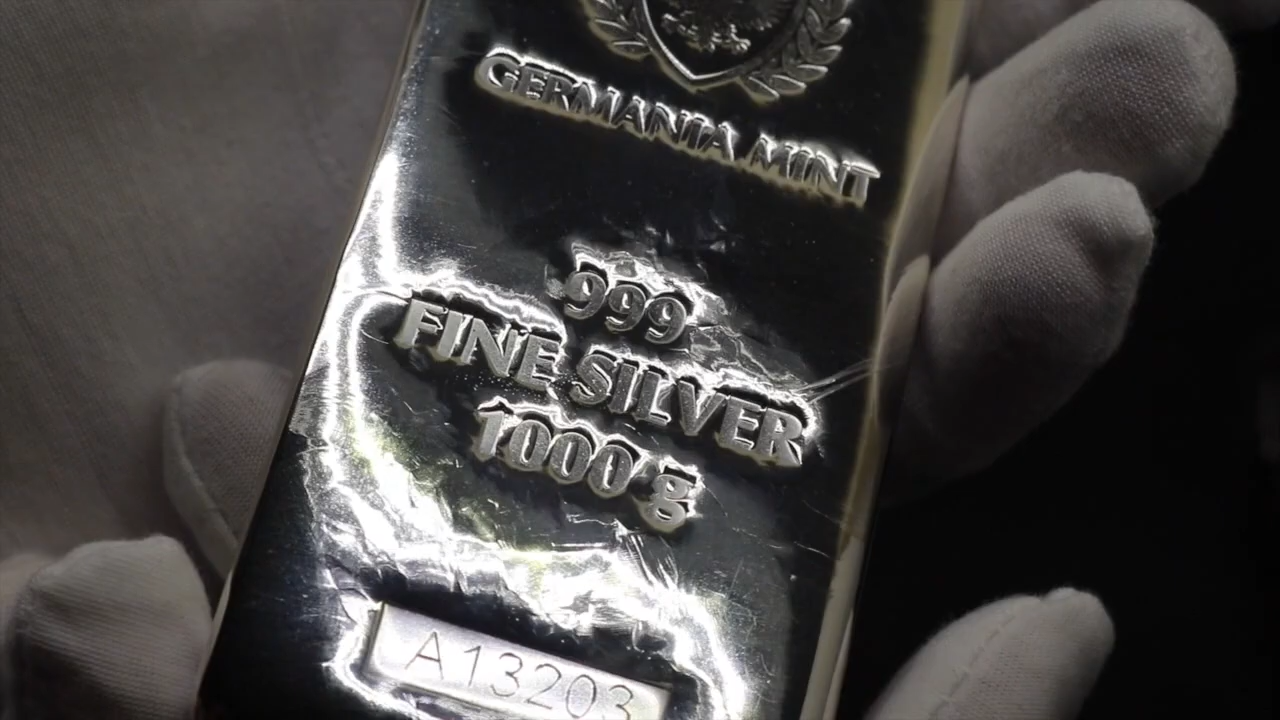 GERMANIA MINT
999
FINE SILVER
1000 g
A13203